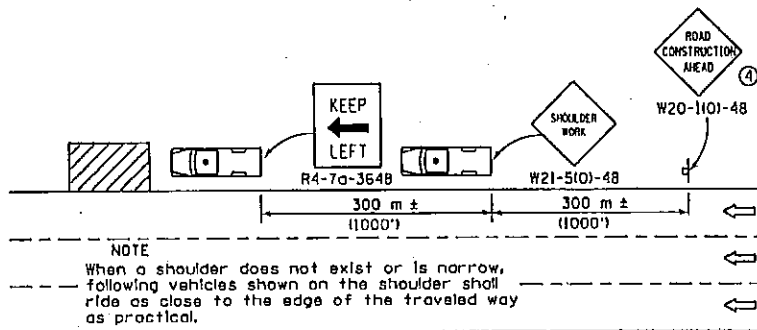 ROAD
CONSTRUCTION
AHEAD
④
W20-1(O)-48
KEEP
LEFT
R4-7a-3648
SHOULDER
WORK
W21-5(O)-48
300 m ±
(1000')
300 m ±
(1000')
NOTE
When a shoulder does not exist or is narrow,
following vehicles shown on the shoulder shall
ride as close to the edge of the traveled way
as practical.